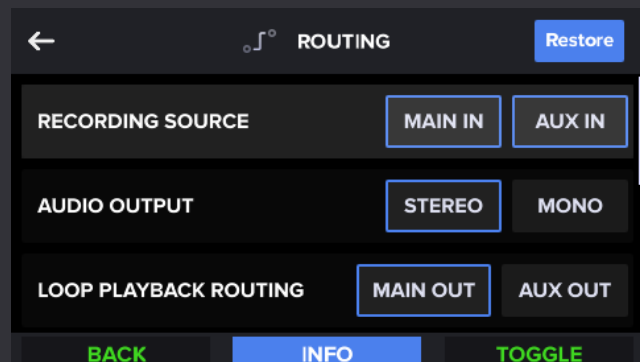 ROUTING Restore
RECORDING SOURCE MAIN IN AUX IN
AUDIO OUTPUT STEREO MONO
LOOP PLAYBACK ROUTING MAIN OUT AUX OUT
BACK INFO TOGGLE